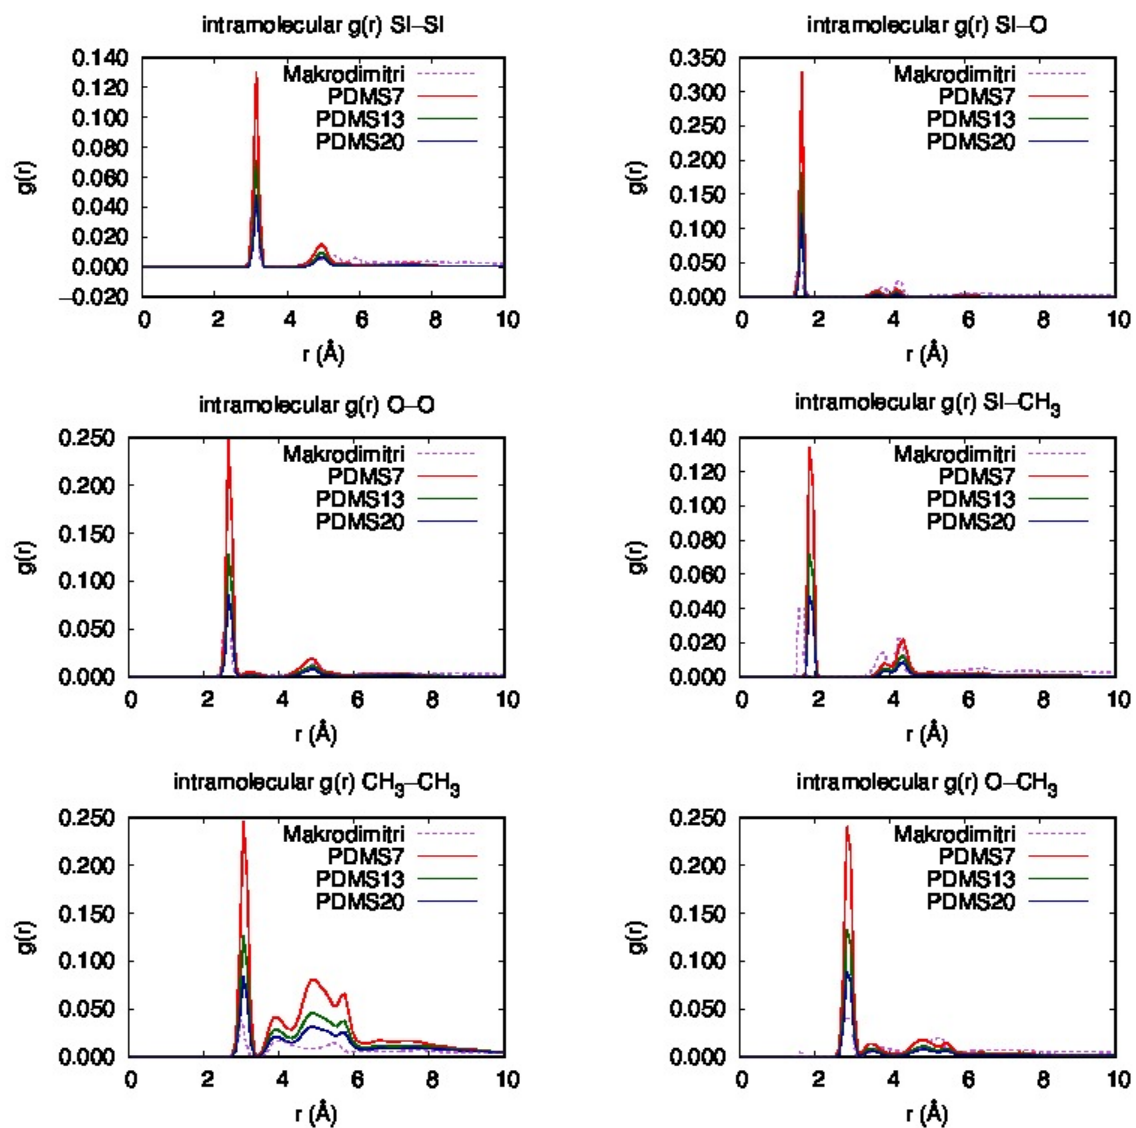 intramolecular g(r) Si–Si
0.140
0.120
0.100
0.080
0.060
0.040
0.020
0.000
−0.020
g(r)
Makrodimitri
PDMS7
PDMS13
PDMS20
0 2 4 6 8 10
r (Å)
intramolecular g(r) Si–O
0.350
0.300
0.250
0.200
0.150
0.100
0.050
0.000
g(r)
Makrodimitri
PDMS7
PDMS13
PDMS20
0 2 4 6 8 10
r (Å)
intramolecular g(r) O–O
0.250
0.200
0.150
0.100
0.050
0.000
g(r)
Makrodimitri
PDMS7
PDMS13
PDMS20
0 2 4 6 8 10
r (Å)
intramolecular g(r) Si–CH₃
0.140
0.120
0.100
0.080
0.060
0.040
0.020
0.000
g(r)
Makrodimitri
PDMS7
PDMS13
PDMS20
0 2 4 6 8 10
r (Å)
intramolecular g(r) CH₃–CH₃
0.250
0.200
0.150
0.100
0.050
0.000
g(r)
Makrodimitri
PDMS7
PDMS13
PDMS20
0 2 4 6 8 10
r (Å)
intramolecular g(r) O–CH₃
0.250
0.200
0.150
0.100
0.050
0.000
g(r)
Makrodimitri
PDMS7
PDMS13
PDMS20
0 2 4 6 8 10
r (Å)